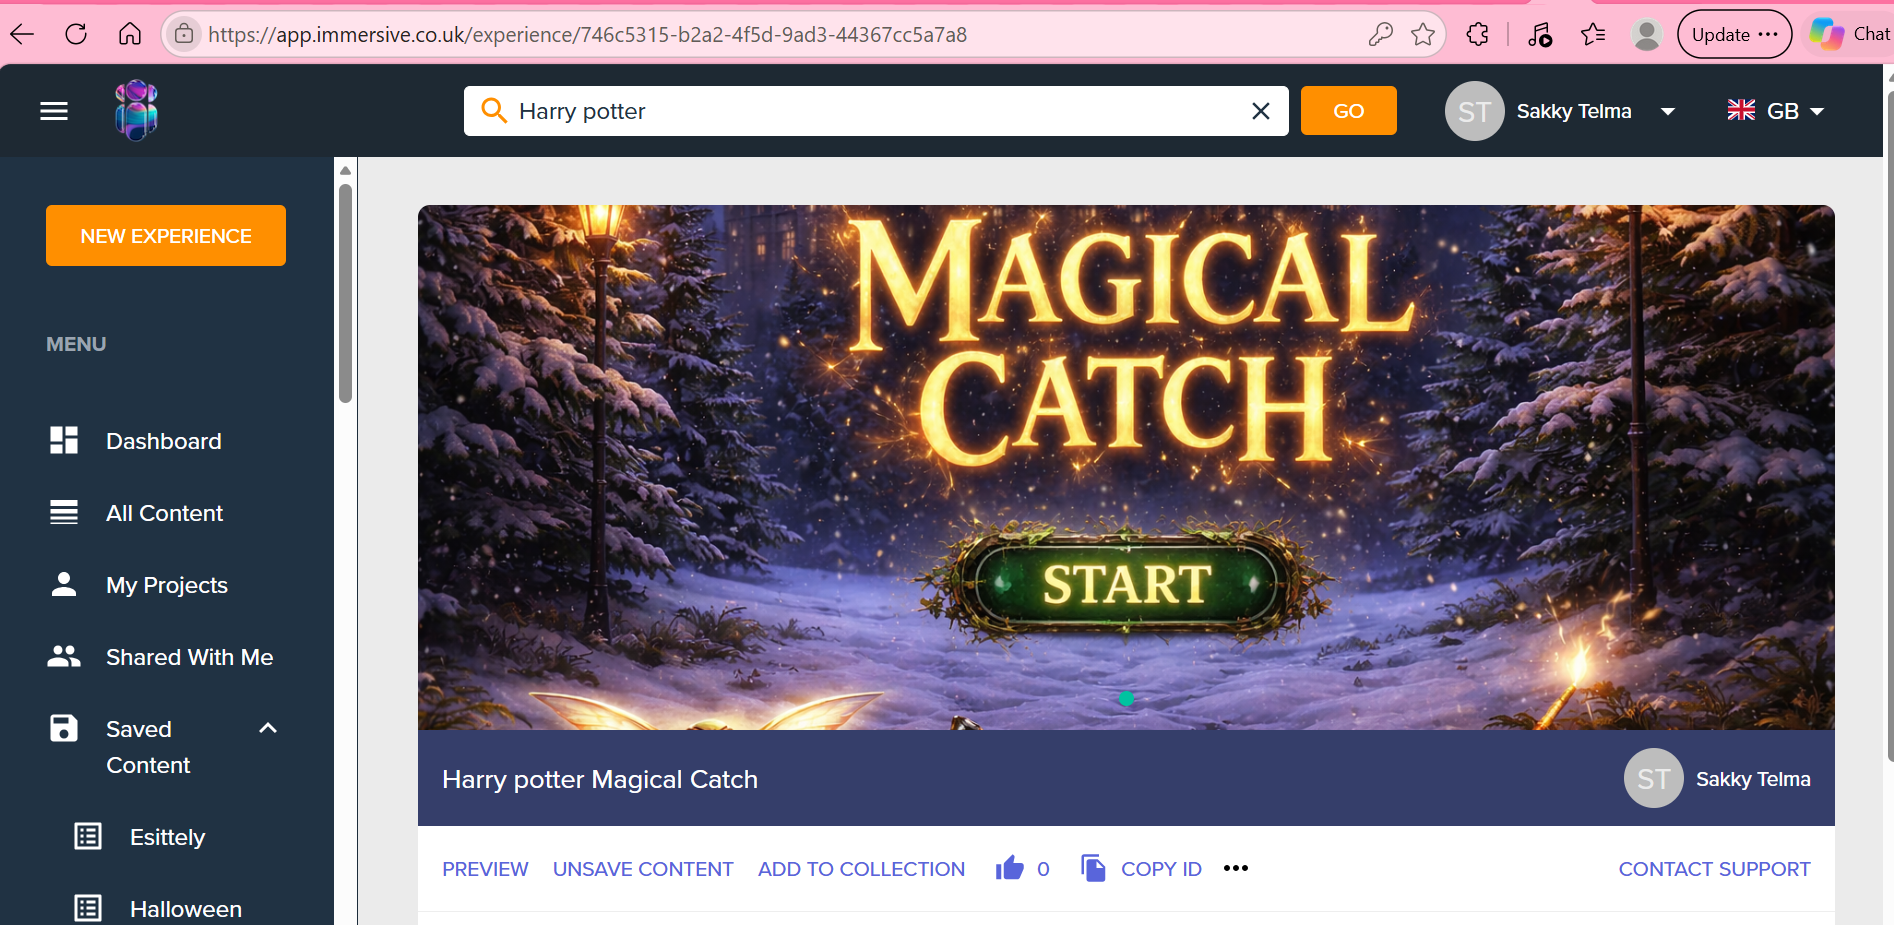 https://app.immersive.co.uk/experience/746c5315-b2a2-4f5d-9ad3-44367cc5a7a8
Update
Chat
Harry potter
GO
ST
Sakky Telma
GB
NEW EXPERIENCE
MENU
Dashboard
All Content
My Projects
Shared With Me
Saved
Content
Esittely
Halloween
MAGICAL
CATCH
START
Harry potter Magical Catch
ST
Sakky Telma
PREVIEW
UNSAVE CONTENT
ADD TO COLLECTION
0
COPY ID
CONTACT SUPPORT